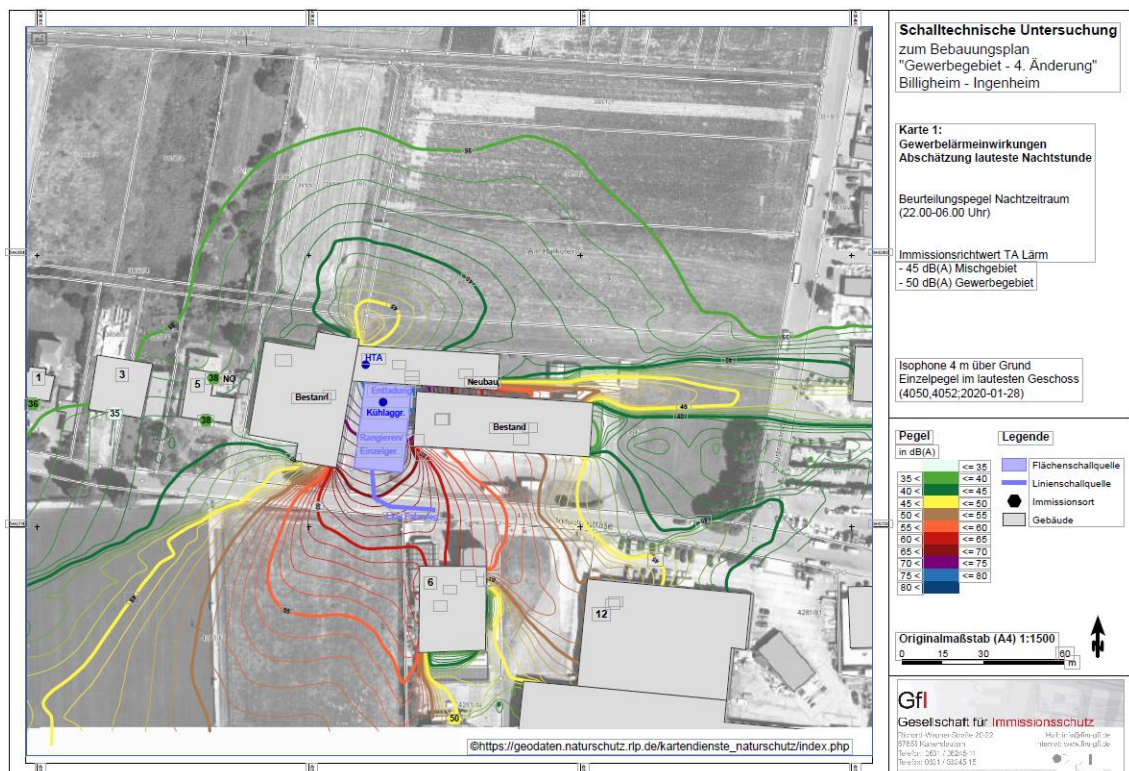 Schalltechnische Untersuchung
zum Bebauungsplan
"Gewerbegebiet - 4. Änderung"
Billigheim - Ingenheim
Karte 1:
Gewerbelärmeinwirkungen
Abschätzung lauteste Nachtstunde
Beurteilungspegel Nachtzeitraum
(22.00-06.00 Uhr)
Immissionsrichtwert TA Lärm
- 45 dB(A) Mischgebiet
- 50 dB(A) Gewerbegebiet
Isophone 4 m über Grund
Einzelpegel im lautesten Geschoss
(4050,4052;2020-01-28)
Pegel
in dB(A)
<= 35
35 < <= 40
40 < <= 45
45 < <= 50
50 < <= 55
55 < <= 60
60 < <= 65
65 < <= 70
70 < <= 75
75 < <= 80
80 <
Legende
Flächenschallquelle
Linienschallquelle
Immissionsort
Gebäude
Originalmaßstab (A4) 1:1500
0 15 30 60
m
GfI
Gesellschaft für Immissionsschutz
HTA
Neubau
Entladung
Bestand
Kühlaggr.
Bestand
Rangieren/
Einzelger.
1
3
5
38 NO
36
35
38
6
12
50
©https://geodaten.naturschutz.rlp.de/kartendienste_naturschutz/index.php